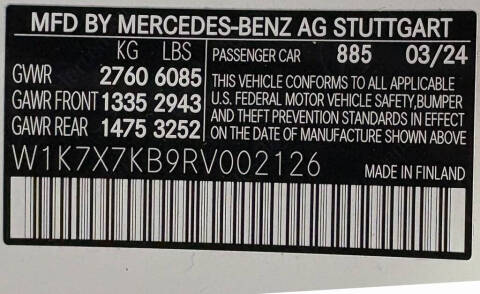 MFD BY MERCEDES-BENZ AG STUTTGART
KG LBS PASSENGER CAR 885 03/24
GVWR 2760 6085 THIS VEHICLE CONFORMS TO ALL APPLICABLE
GAWR FRONT 1335 2943 U.S. FEDERAL MOTOR VEHICLE SAFETY, BUMPER
AND THEFT PREVENTION STANDARDS IN EFFECT
GAWR REAR 1475 3252 ON THE DATE OF MANUFACTURE SHOWN ABOVE
W1K7X7KB9RV002126 MADE IN FINLAND